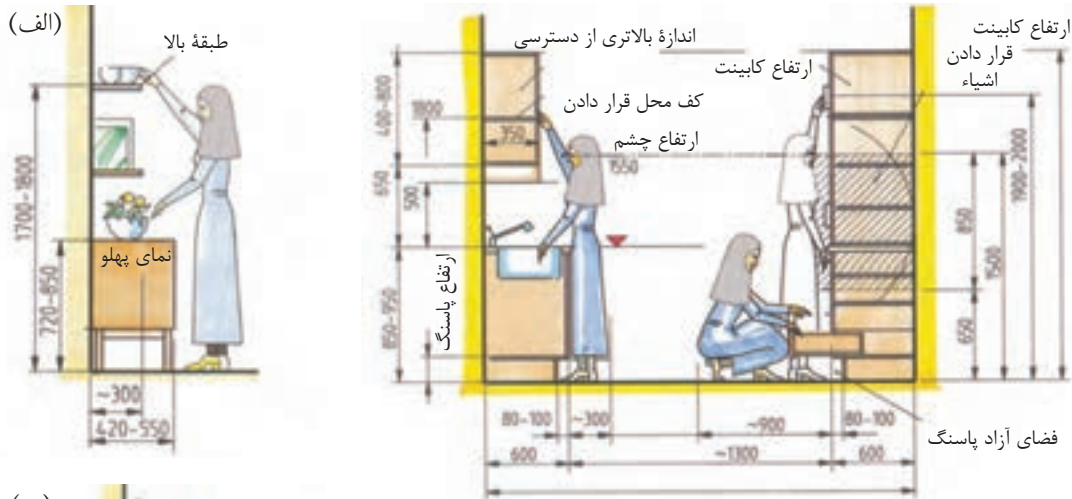 (الف)
طبقهٔ بالا
1700-1800
نمای پهلو
720-850
~300
420-550
اندازهٔ بالاتری از دسترسی
ارتفاع کابینت
ارتفاع کابینت
قرار دادن
اشیاء
کف محل قرار دادن
ارتفاع چشم
400-800
1800
350
1550
650
500
850-950
ارتفاع پاسنگ
1900-2000
850
1500
650
80-100
~300
~900
80-100
فضای آزاد پاسنگ
600
~1300
600